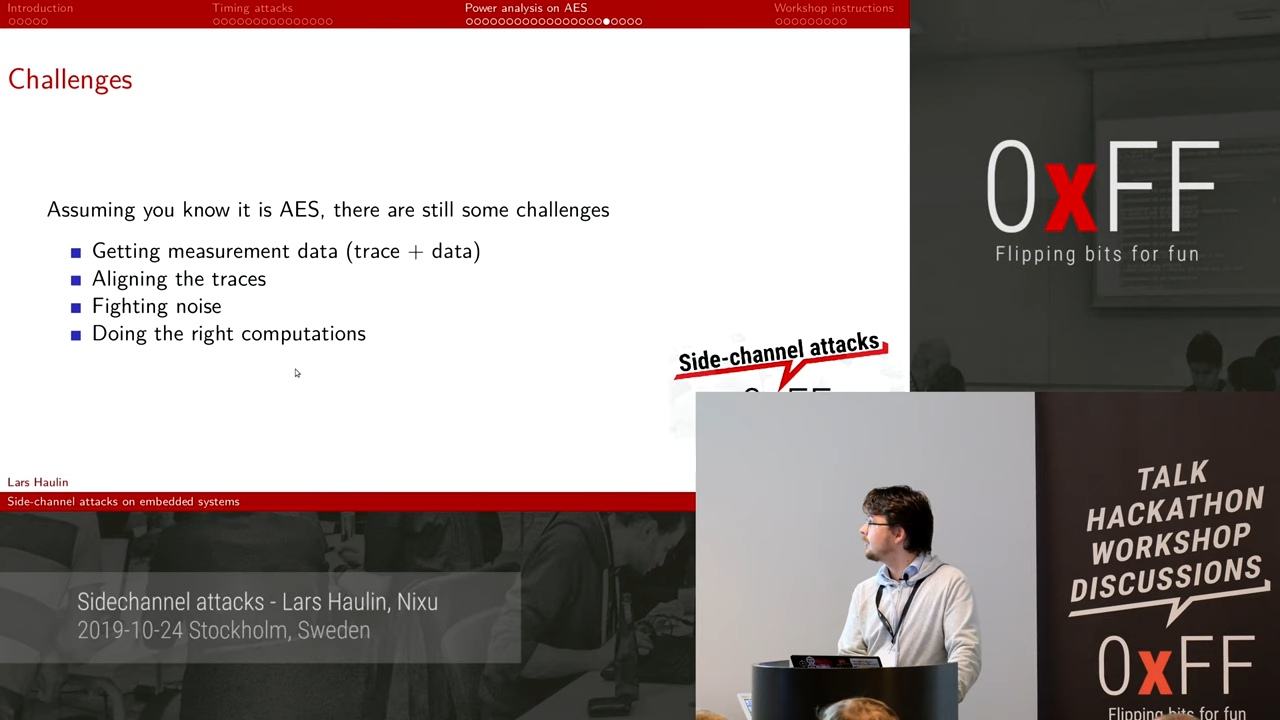 Introduction
Timing attacks
Power analysis on AES
Workshop instructions
Challenges
Assuming you know it is AES, there are still some challenges
Getting measurement data (trace + data)
Aligning the traces
Fighting noise
Doing the right computations
Side-channel attacks
0xFF
Lars Haulin
Side-channel attacks on embedded systems
0xFF
Flipping bits for fun
Sidechannel attacks - Lars Haulin, Nixu
2019-10-24 Stockholm, Sweden
TALK
HACKATHON
WORKSHOP
DISCUSSIONS
0xFF
Flipping bits for fun